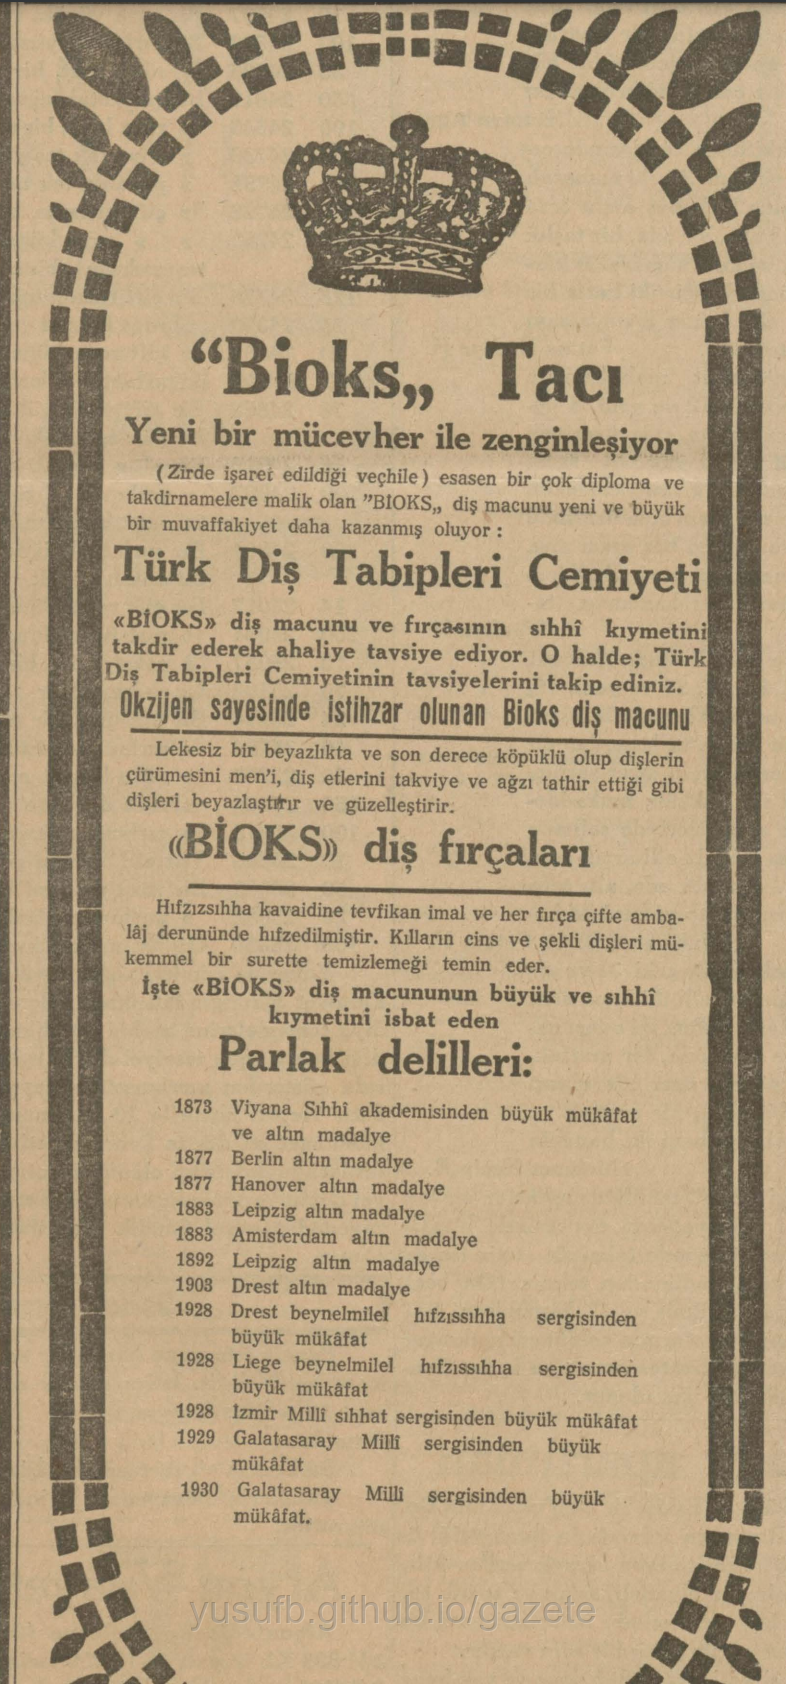 “Bioks„ Tacı
Yeni bir mücevher ile zenginleşiyor
(Zirde işaret edildiği veçhile) esasen bir çok diploma ve
takdirnamelere malik olan ”BİOKS„ diş macunu yeni ve büyük
bir muvaffakiyet daha kazanmış oluyor :
Türk Diş Tabipleri Cemiyeti
«BİOKS» diş macunu ve fırçasının sıhhî kıymetini
takdir ederek ahaliye tavsiye ediyor. O halde; Türk
Diş Tabipleri Cemiyetinin tavsiyelerini takip ediniz.
Okzijen sayesinde istihzar olunan Bioks diş macunu
Lekesiz bir beyazlıkta ve son derece köpüklü olup dişlerin
çürümesini men’i, diş etlerini takviye ve ağzı tathir ettiği gibi
dişleri beyazlaştırır ve güzelleştirir.
«BİOKS» diş fırçaları
Hıfzızsıhha kavaidine tevfikan imal ve her fırça çifte amba-
lâj derununde hıfzedilmiştir. Kılların cins ve şekli dişleri mü-
kemmel bir surette temizlemeği temin eder.
İşte «BİOKS» diş macununun büyük ve sıhhî
kıymetini isbat eden
Parlak delilleri:
1873 Viyana Sıhhî akademisinden büyük mükâfat
ve altın madalye
1877 Berlin altın madalye
1877 Hanover altın madalye
1883 Leipzig altın madalye
1883 Amisterdam altın madalye
1892 Leipzig altın madalye
1903 Drest altın madalye
1928 Drest beynelmilel hıfzıssıhha sergisinden
büyük mükâfat
1928 Liege beynelmilel hıfzıssıhha sergisinden
büyük mükâfat
1928 İzmir Millî sıhhat sergisinden büyük mükâfat
1929 Galatasaray Millî sergisinden büyük
mükâfat
1930 Galatasaray Millî sergisinden büyük
mükâfat.
yusufb.github.io/gazete